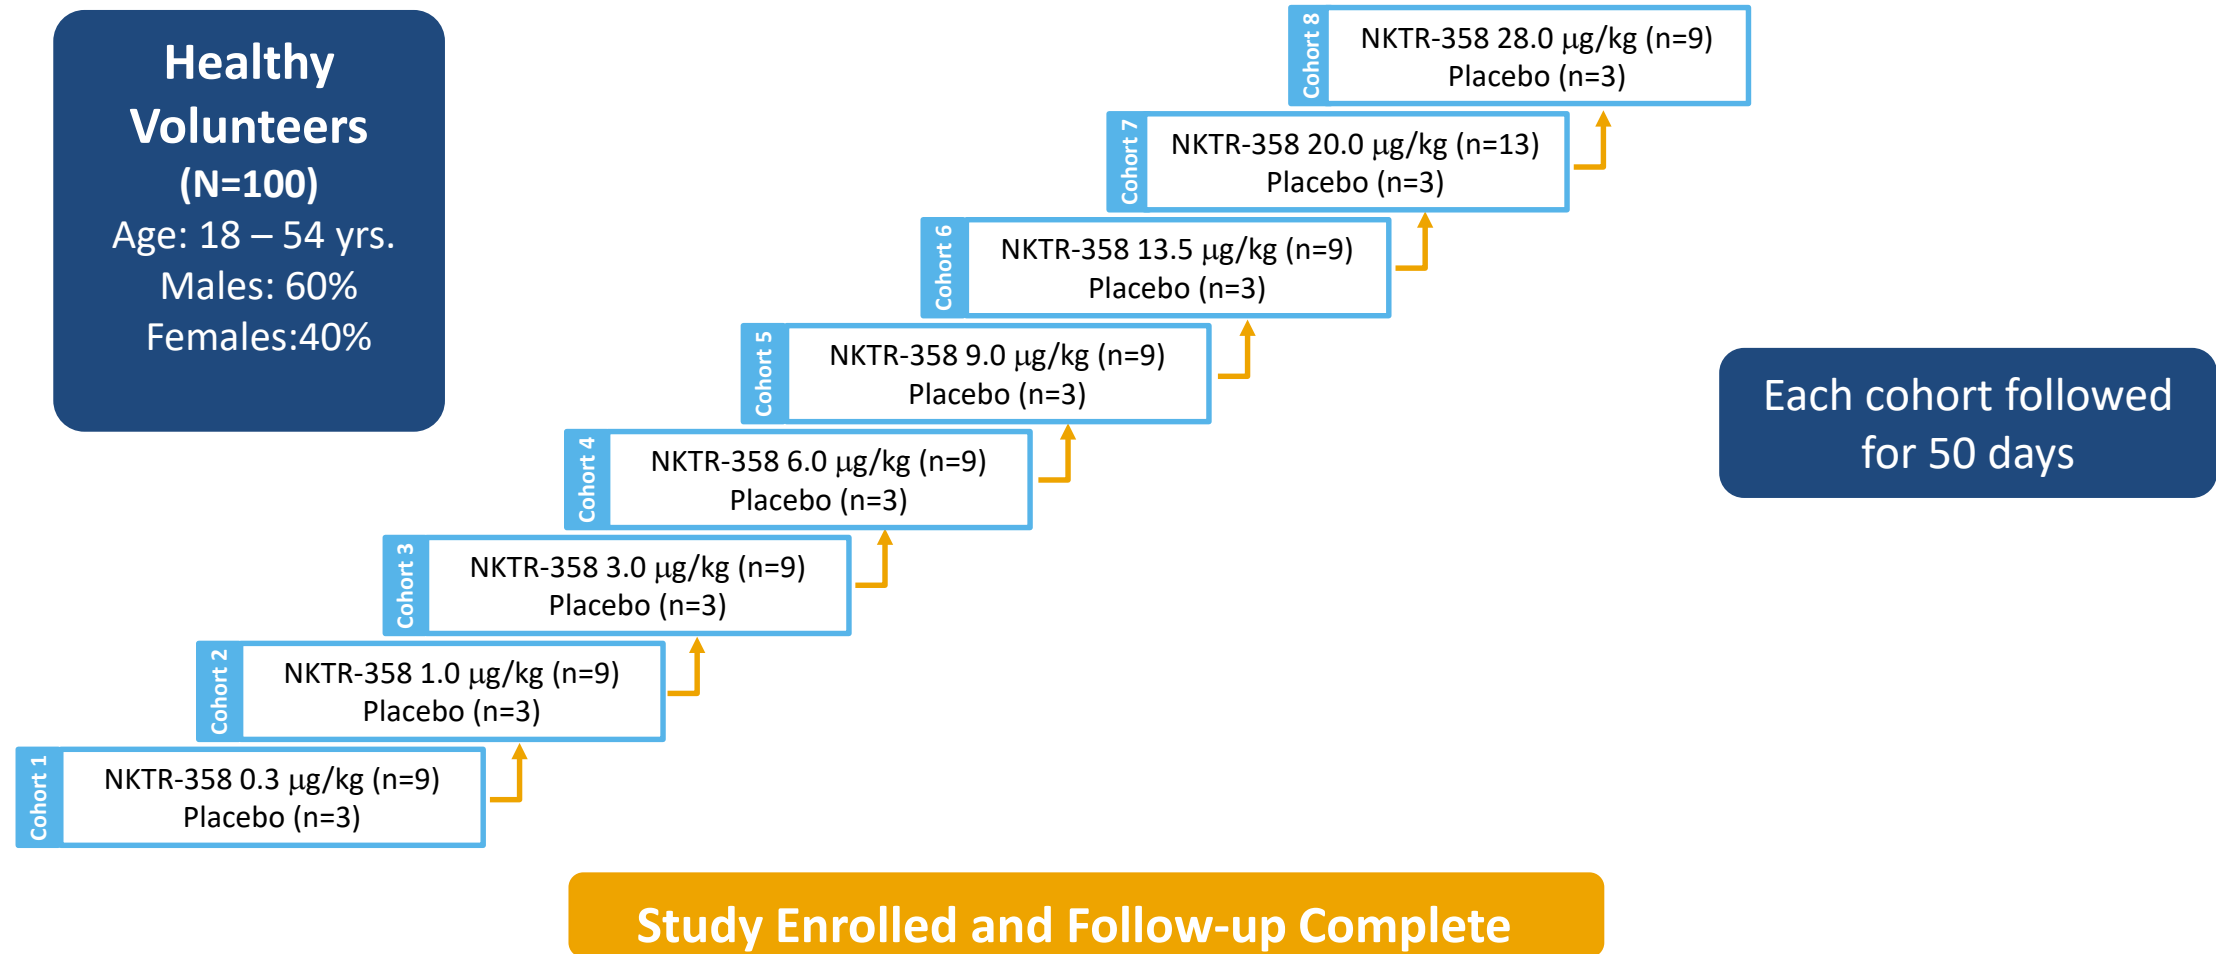 Healthy
Volunteers
(N=100)
Age: 18 – 54 yrs.
Males: 60%
Females:40%
Cohort 8
NKTR-358 28.0 μg/kg (n=9)
Placebo (n=3)
Cohort 7
NKTR-358 20.0 μg/kg (n=13)
Placebo (n=3)
Cohort 6
NKTR-358 13.5 μg/kg (n=9)
Placebo (n=3)
Cohort 5
NKTR-358 9.0 μg/kg (n=9)
Placebo (n=3)
Each cohort followed
for 50 days
Cohort 4
NKTR-358 6.0 μg/kg (n=9)
Placebo (n=3)
Cohort 3
NKTR-358 3.0 μg/kg (n=9)
Placebo (n=3)
Cohort 2
NKTR-358 1.0 μg/kg (n=9)
Placebo (n=3)
Cohort 1
NKTR-358 0.3 μg/kg (n=9)
Placebo (n=3)
Study Enrolled and Follow-up Complete